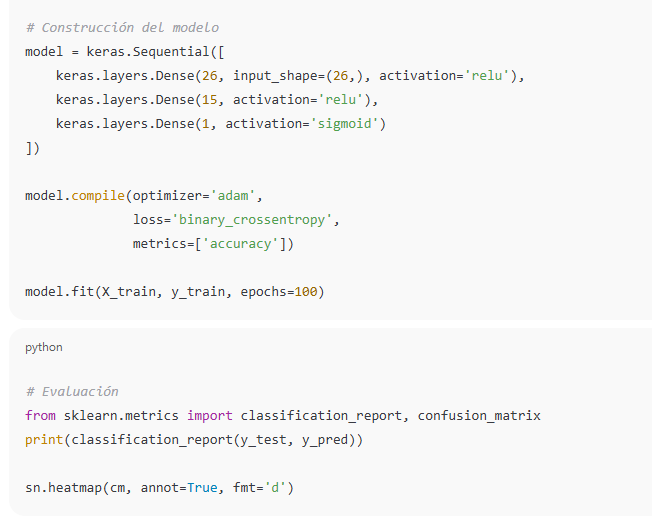 # Construcción del modelo
model = keras.Sequential([
    keras.layers.Dense(26, input_shape=(26,), activation='relu'),
    keras.layers.Dense(15, activation='relu'),
    keras.layers.Dense(1, activation='sigmoid')
])
model.compile(optimizer='adam',
              loss='binary_crossentropy',
              metrics=['accuracy'])
model.fit(X_train, y_train, epochs=100)
python
# Evaluación
from sklearn.metrics import classification_report, confusion_matrix
print(classification_report(y_test, y_pred))
sn.heatmap(cm, annot=True, fmt='d')